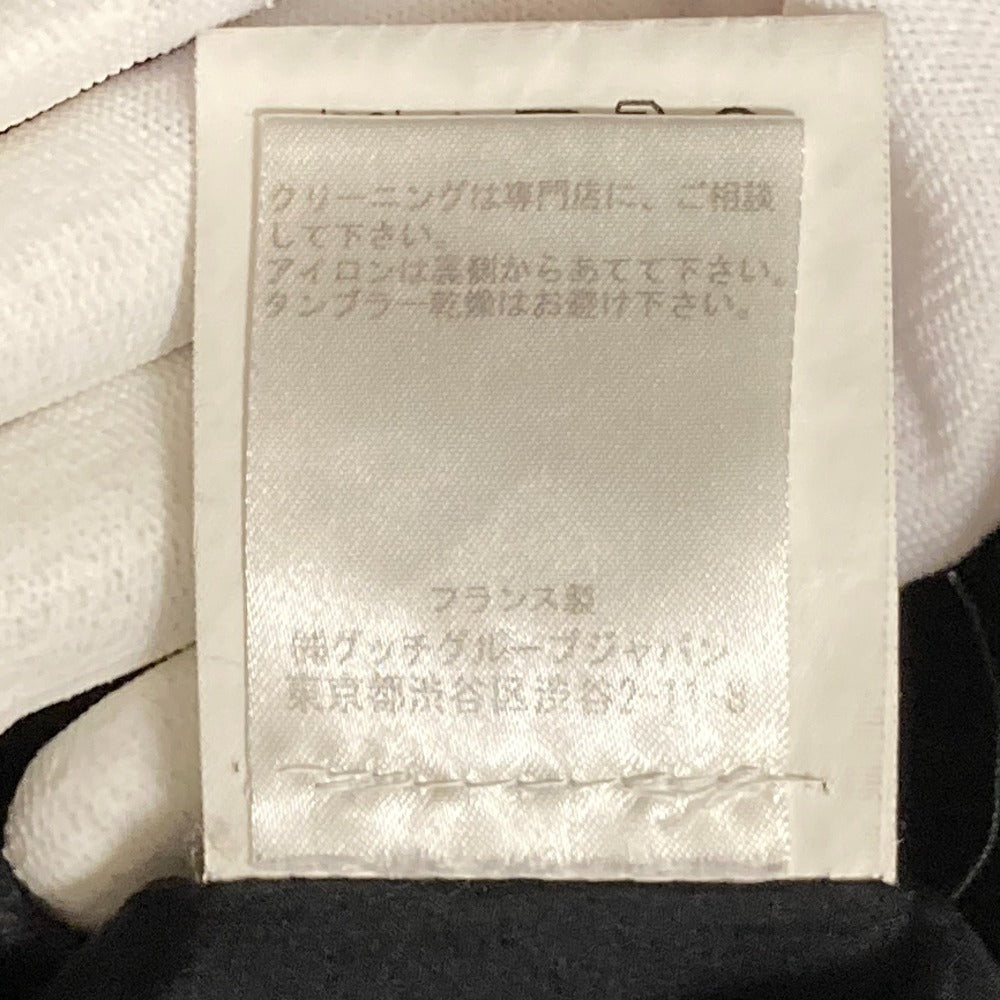 クリーニングは専門店に、ご相談
して下さい。
アイロンは裏側からあてて下さい。
タンブラー乾燥はお避け下さい。
フランス製
㈲グッチグループジャパン
東京都渋谷区渋谷2-11-8